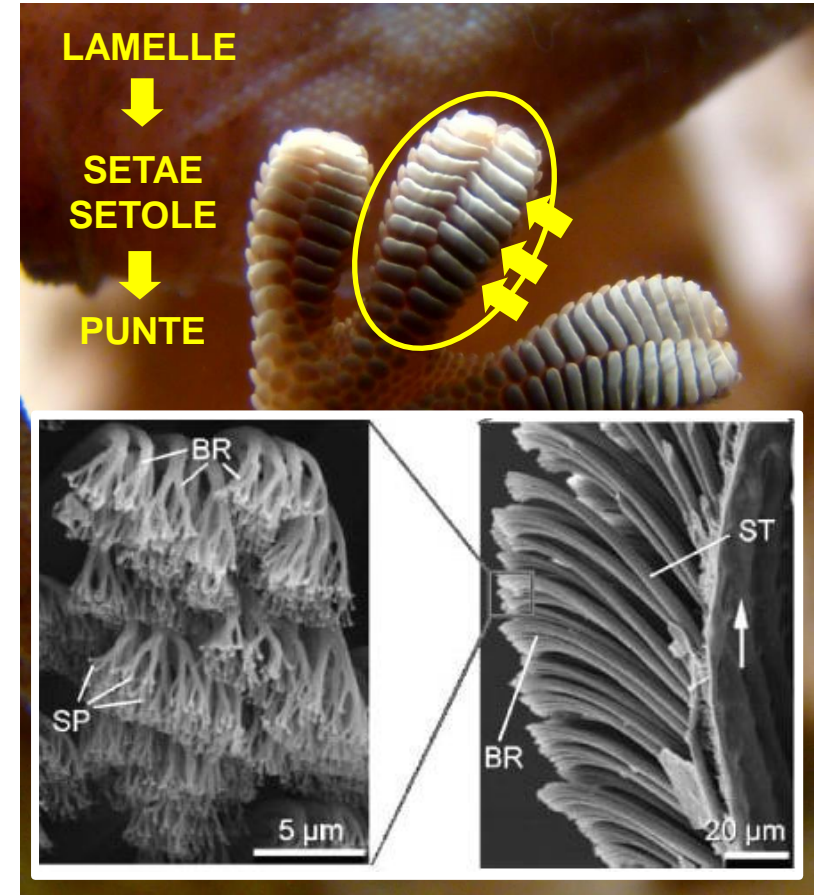 LAMELLE
SETAE
SETOLE
PUNTE
BR
SP
5 µm
ST
BR
20 µm